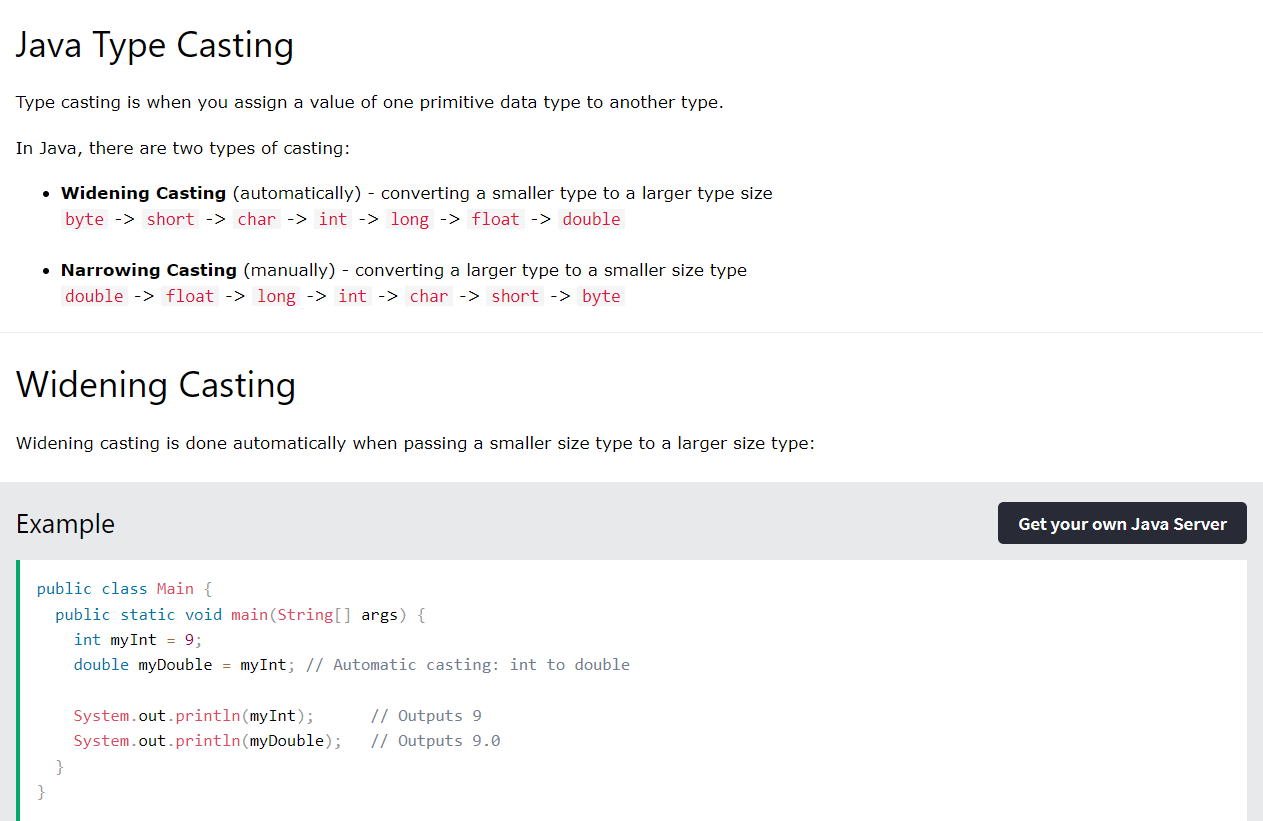 Java Type Casting
Type casting is when you assign a value of one primitive data type to another type.
In Java, there are two types of casting:
• Widening Casting (automatically) - converting a smaller type to a larger type size
byte -> short -> char -> int -> long -> float -> double
• Narrowing Casting (manually) - converting a larger type to a smaller size type
double -> float -> long -> int -> char -> short -> byte
Widening Casting
Widening casting is done automatically when passing a smaller size type to a larger size type:
Example
Get your own Java Server
public class Main {
  public static void main(String[] args) {
    int myInt = 9;
    double myDouble = myInt; // Automatic casting: int to double
    System.out.println(myInt);      // Outputs 9
    System.out.println(myDouble);   // Outputs 9.0
  }
}